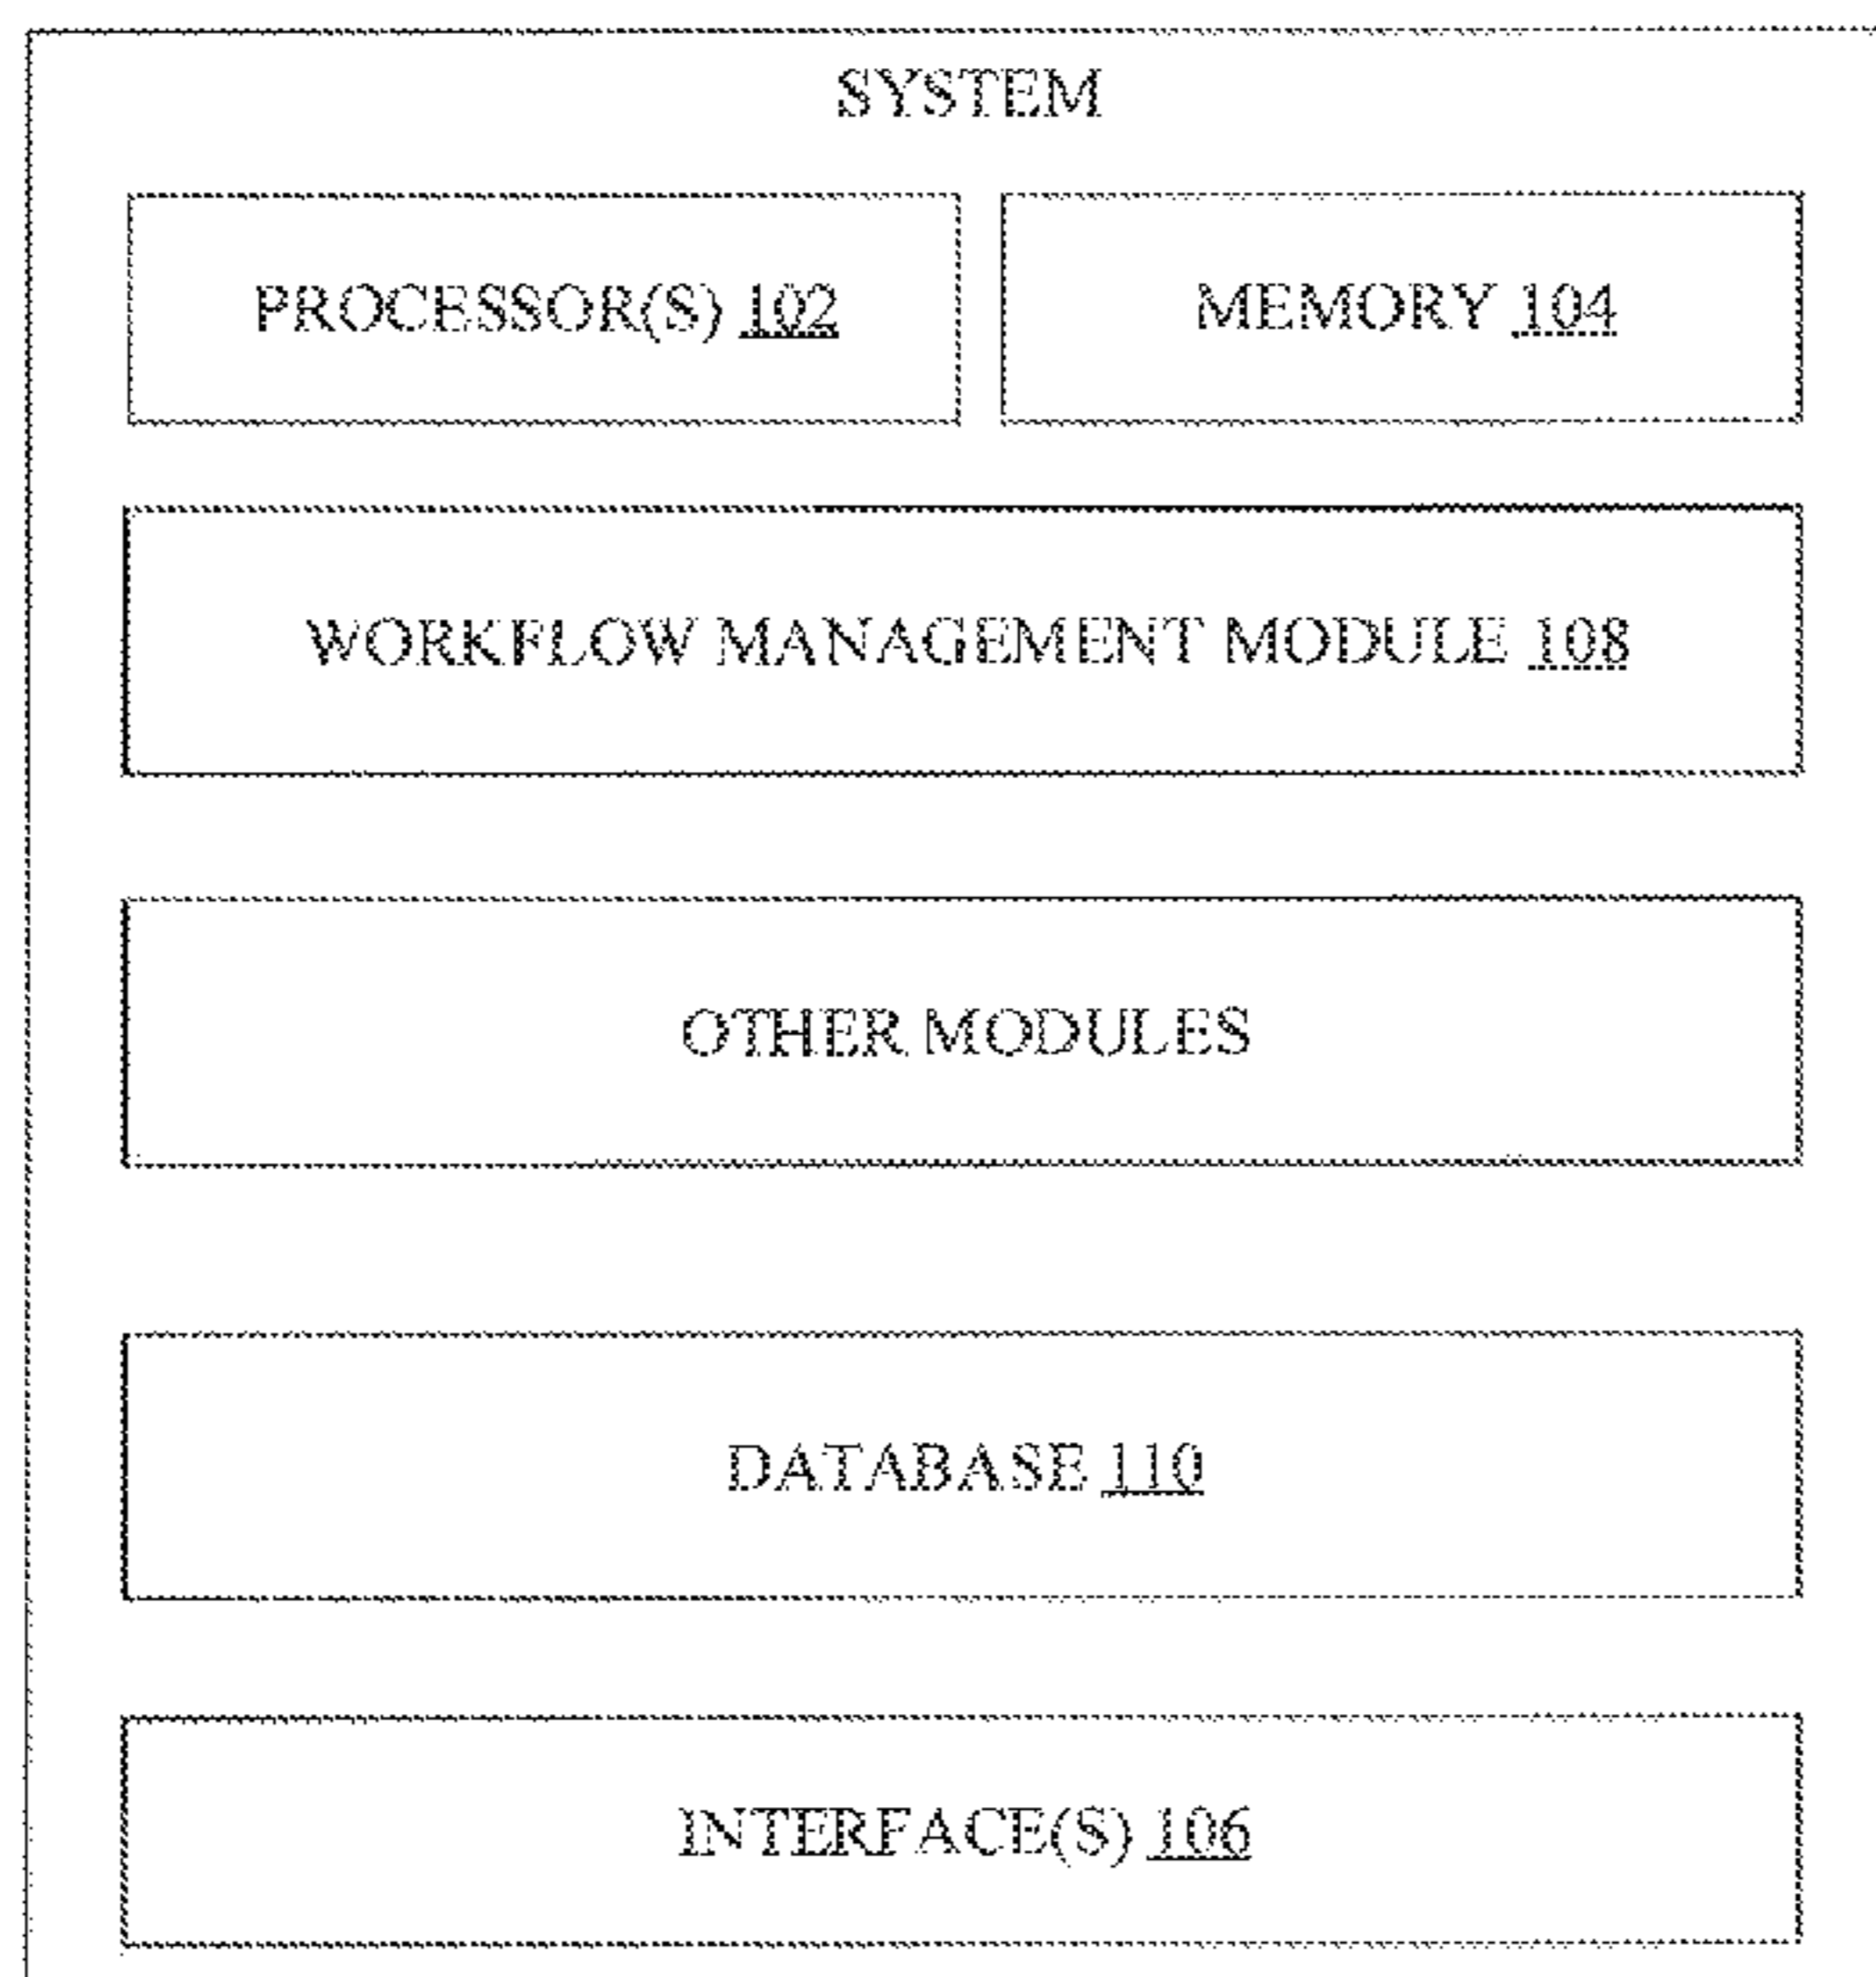 SYSTEM
PROCESSOR(S) 102
MEMORY 104
WORKFLOW MANAGEMENT MODULE 108
OTHER MODULES
DATABASE 110
INTERFACE(S) 106